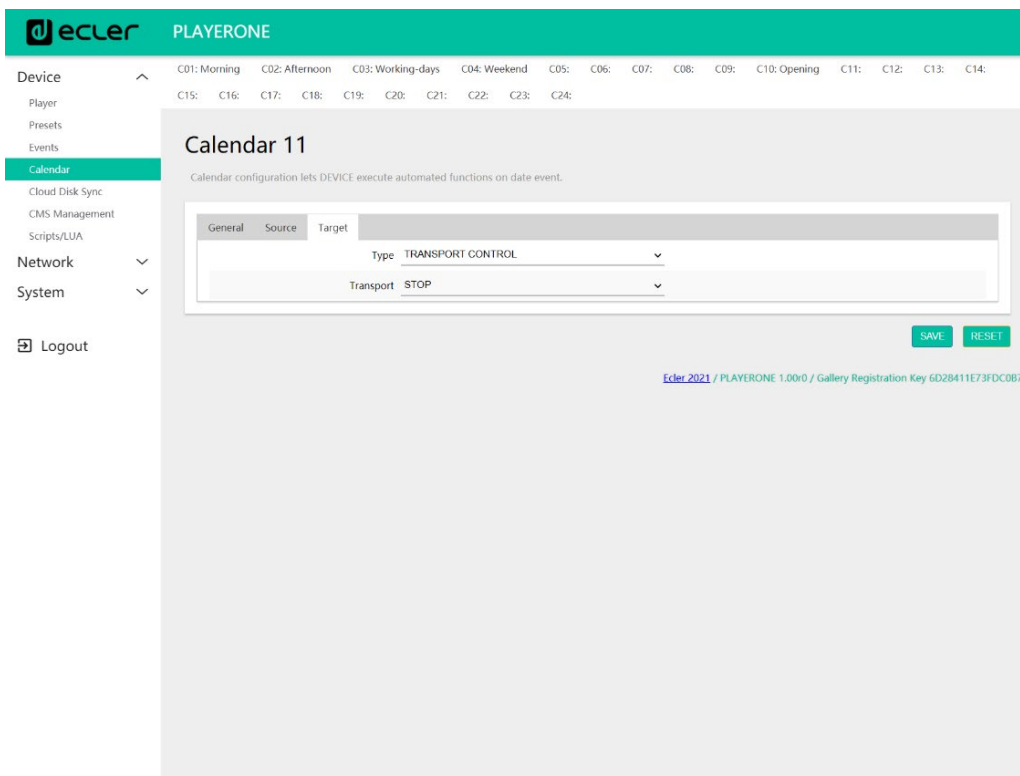 ecler PLAYERONE
Device
Player
Presets
Events
Calendar
Cloud Disk Sync
CMS Management
Scripts/LUA
Network
System
Logout
C01: Morning C02: Afternoon C03: Working-days C04: Weekend C05: C06: C07: C08: C09: C10: Opening C11: C12: C13: C14:
C15: C16: C17: C18: C19: C20: C21: C22: C23: C24:
Calendar 11
Calendar configuration lets DEVICE execute automated functions on date event.
General Source Target
Type TRANSPORT CONTROL
Transport STOP
SAVE RESET
Ecler 2021 / PLAYERONE 1.00r0 / Gallery Registration Key 6D28411E73FDC0B7